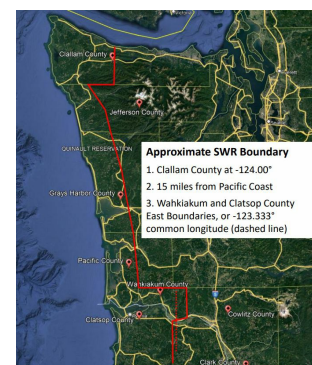 Clallam County
Jefferson County
QUINAULT RESERVATION
Approximate SWR Boundary
1. Clallam County at -124.00°
2. 15 miles from Pacific Coast
3. Wahkiakum and Clatsop County
East Boundaries, or -123.333°
common longitude (dashed line)
Grays Harbor County
Pacific County
Wahkiakum County
Cowlitz County
Clatsop County
Clark County